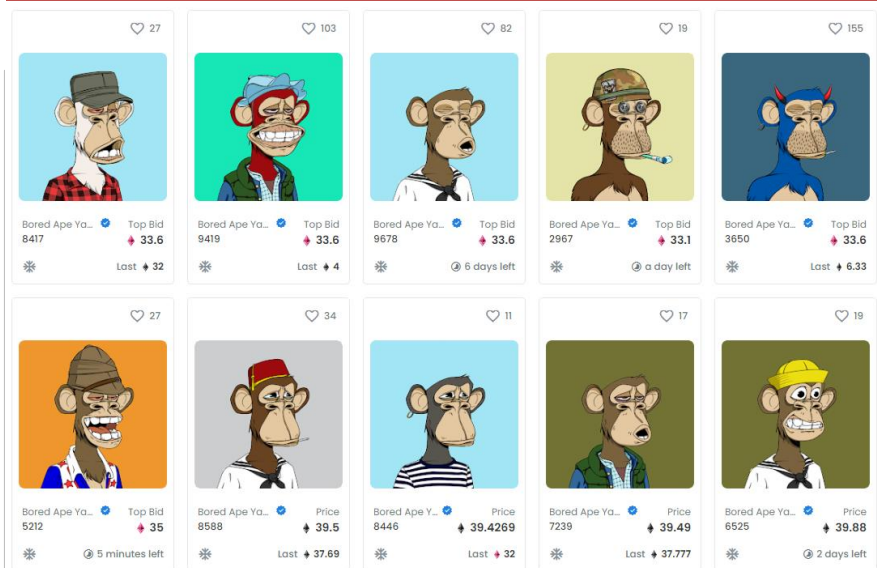 27
103
82
19
155
Bored Ape Ya... Top Bid
8417 33.6
Last 32
Bored Ape Ya... Top Bid
9419 33.6
Last 4
Bored Ape Ya... Top Bid
9678 33.6
6 days left
Bored Ape Ya... Top Bid
2967 33.1
a day left
Bored Ape Ya... Top Bid
3650 33.6
Last 6.33
27
34
11
17
19
Bored Ape Ya... Top Bid
5212 35
5 minutes left
Bored Ape Ya... Price
8588 39.5
Last 37.69
Bored Ape Y... Price
8446 39.4269
Last 32
Bored Ape Ya... Price
7239 39.49
Last 37.777
Bored Ape Ya... Price
6525 39.88
2 days left